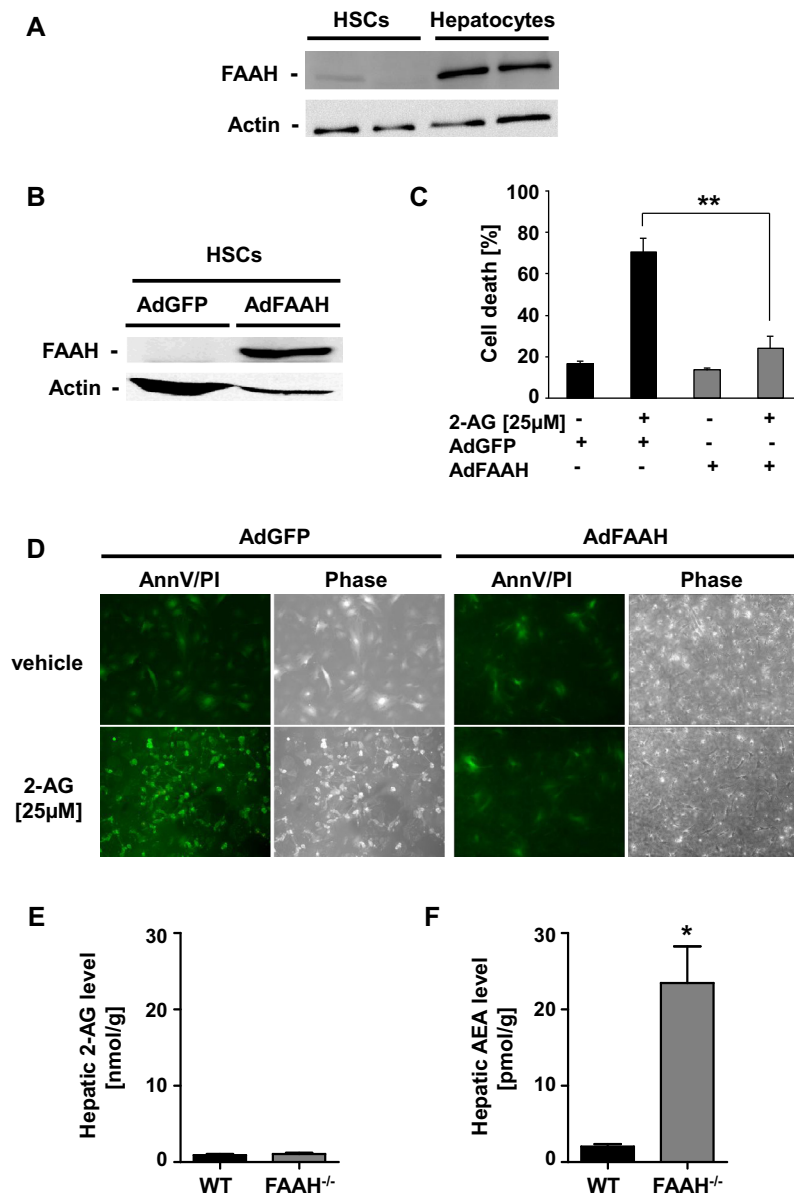 A
HSCs Hepatocytes
FAAH -
Actin -
B
HSCs
AdGFP AdFAAH
FAAH -
Actin -
C
Cell death [%]
100
80
60
40
20
0
**
2-AG [25µM] - + - +
AdGFP + + - -
AdFAAH - - + +
D
AdGFP AdFAAH
AnnV/PI Phase AnnV/PI Phase
vehicle
2-AG
[25µM]
E
Hepatic 2-AG level
[nmol/g]
30
20
10
0
WT FAAH-/-
F
Hepatic AEA level
[pmol/g]
30
20
10
0
*
WT FAAH-/-